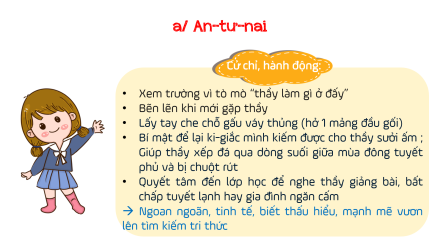 a/ An-tư-nai
Cử chỉ, hành động:
• Xem trường vì tò mò “thầy làm gì ở đấy”
• Bẽn lẽn khi mới gặp thầy
• Lấy tay che chỗ gấu váy thủng (hở 1 mảng đầu gối)
• Bí mật để lại ki-giắc mình kiếm được cho thầy sưởi ấm ;
Giúp thầy xếp đá qua dòng suối giữa mùa đông tuyết
phủ và bị chuột rút
• Quyết tâm đến lớp học để nghe thầy giảng bài, bất
chấp tuyết lạnh hay gia đình ngăn cấm
→ Ngoan ngoãn, tinh tế, biết thấu hiểu, mạnh mẽ vươn
lên tìm kiếm tri thức